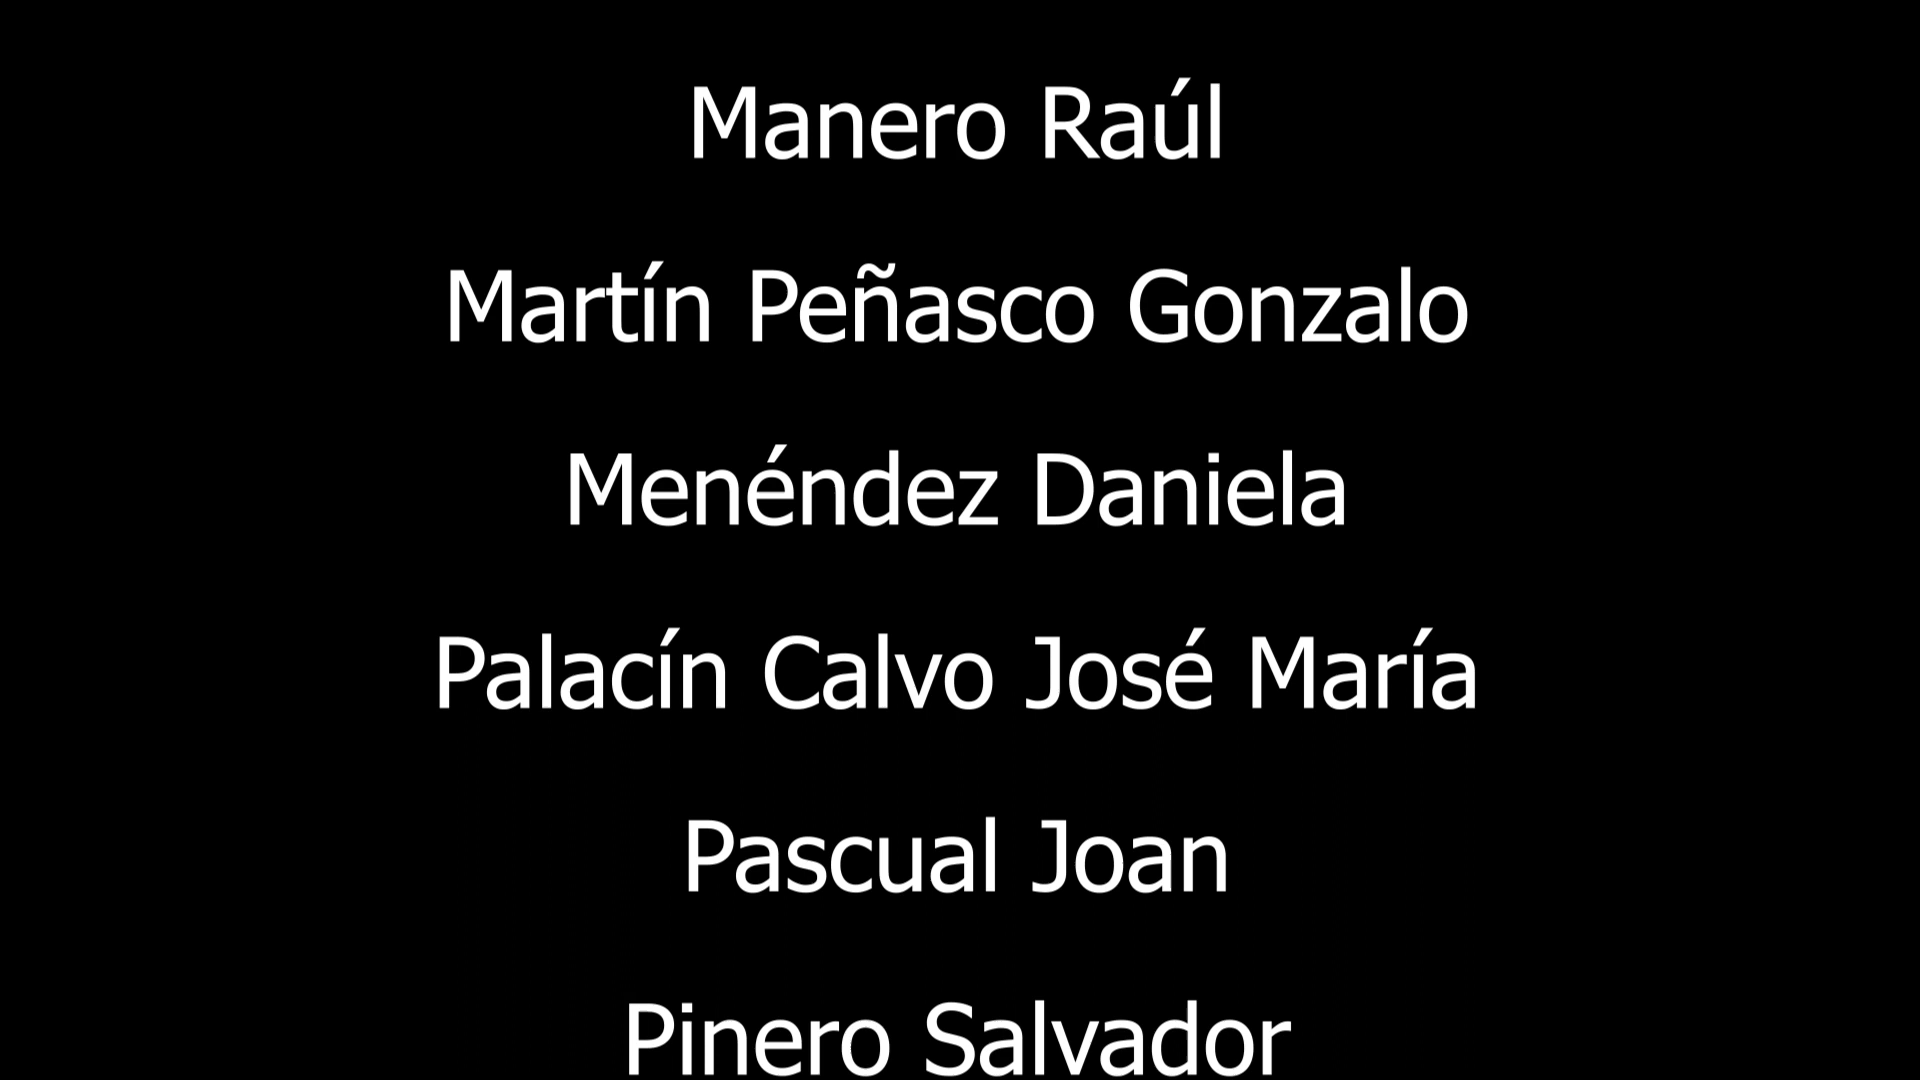 Manero Raúl
Martín Peñasco Gonzalo
Menéndez Daniela
Palacín Calvo José María
Pascual Joan
Pinero Salvador